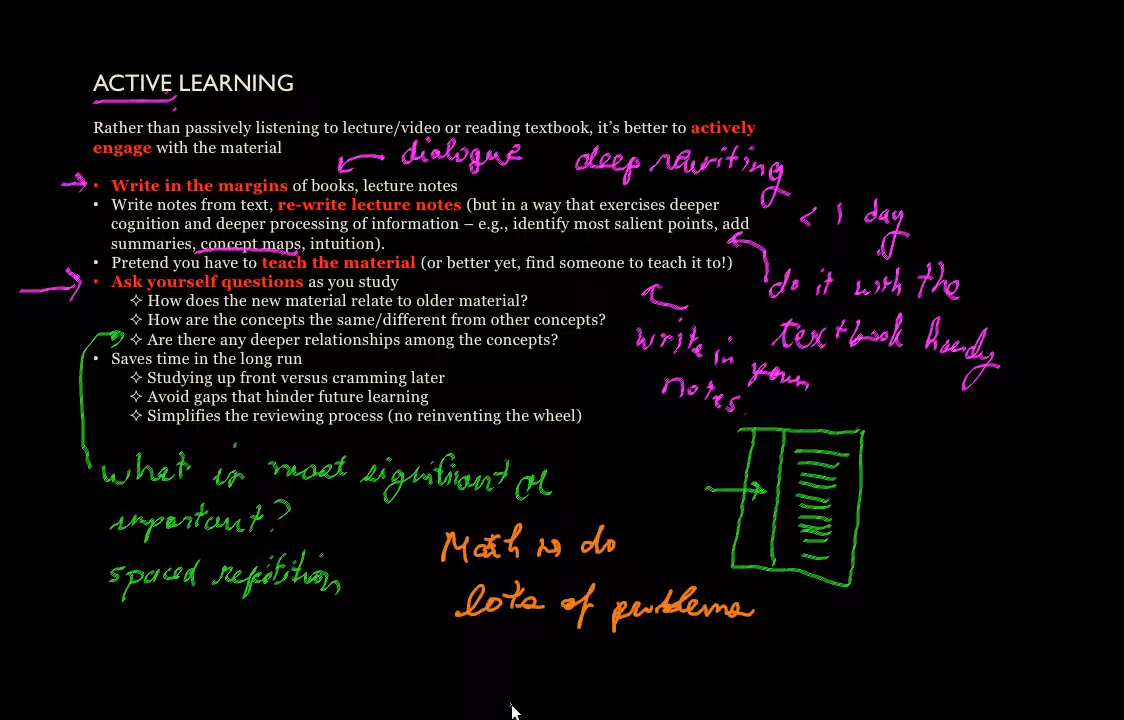 ACTIVE LEARNING
Rather than passively listening to lecture/video or reading textbook, it's better to actively
engage with the material
dialogue deep rewriting
• Write in the margins of books, lecture notes
• Write notes from text, re-write lecture notes (but in a way that exercises deeper
cognition and deeper processing of information – e.g., identify most salient points, add
summaries, concept maps, intuition).
< 1 day
• Pretend you have to teach the material (or better yet, find someone to teach it to!)
• Ask yourself questions as you study
✧ How does the new material relate to older material?
✧ How are the concepts the same/different from other concepts?
✧ Are there any deeper relationships among the concepts?
do it with the
textbook handy
write in
your
notes.
• Saves time in the long run
✧ Studying up front versus cramming later
✧ Avoid gaps that hinder future learning
✧ Simplifies the reviewing process (no reinventing the wheel)
what is most significant or
important?
spaced repitition
Math is do
lots of problems